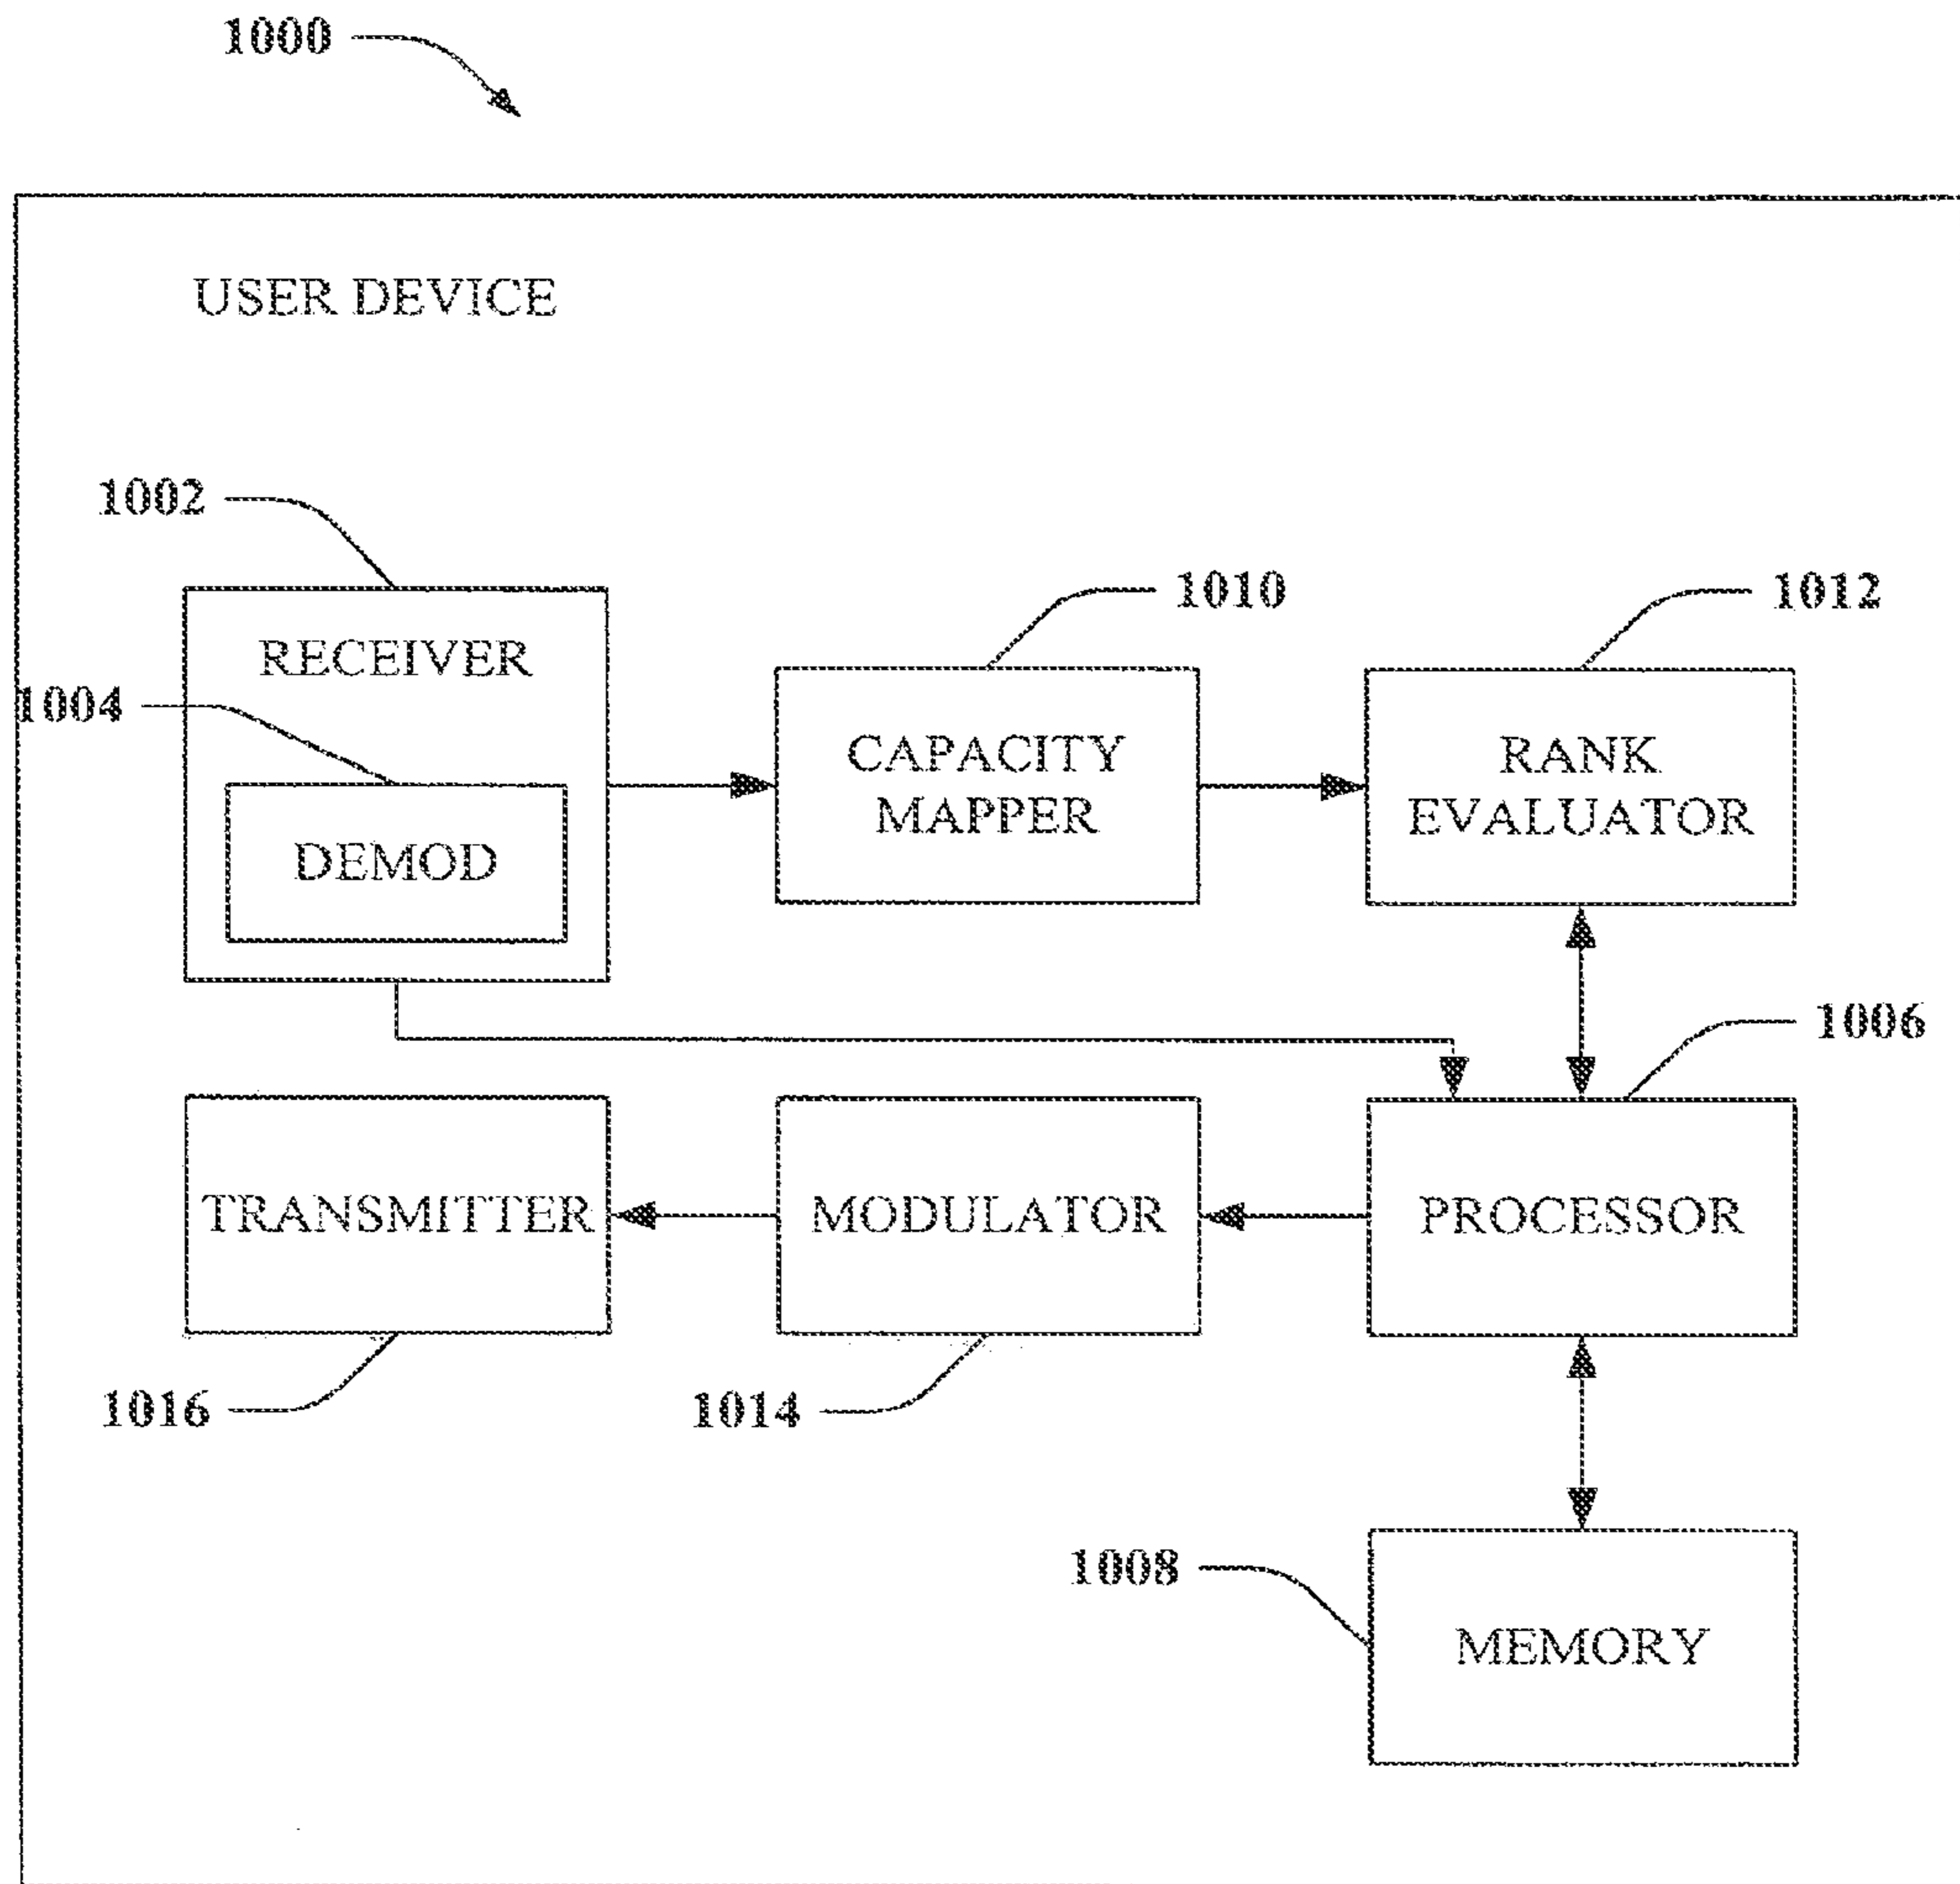 1000
USER DEVICE
1002
RECEIVER
1004
DEMOD
1010
CAPACITY
MAPPER
1012
RANK
EVALUATOR
1006
TRANSMITTER
MODULATOR
PROCESSOR
1016
1014
1008
MEMORY